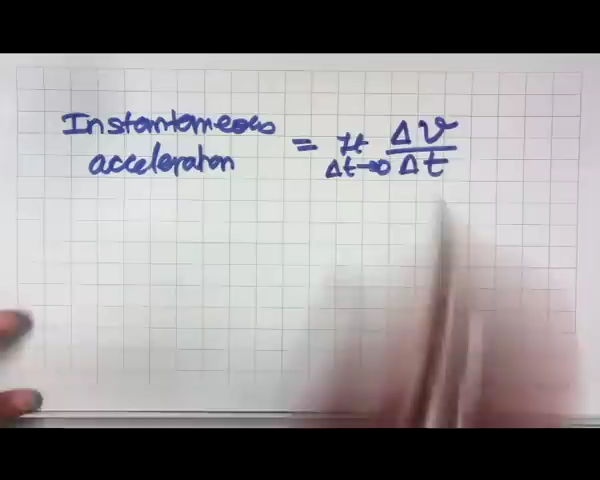 Instantaneous
acceleration = lt Δt→0 Δv/Δt